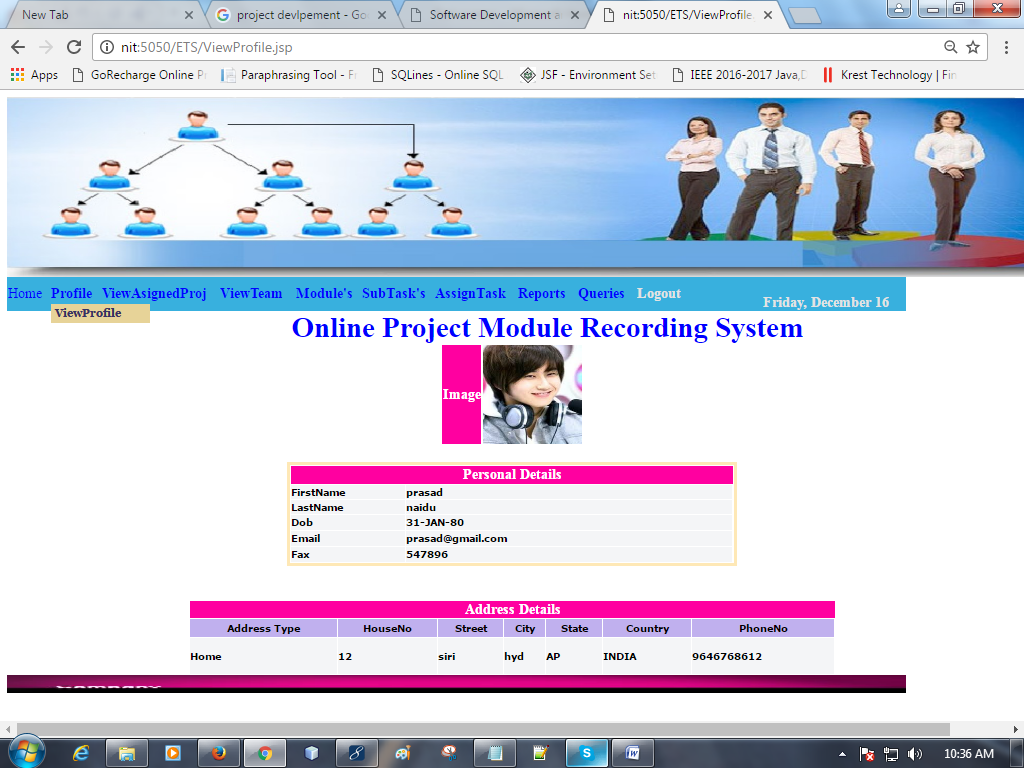 New Tab
project devlpement - Go
Software Development a
nit:5050/ETS/ViewProfile.
nit:5050/ETS/ViewProfile.jsp
Apps
GoRecharge Online P
Paraphrasing Tool - F
SQLines - Online SQL
JSF - Environment Set
IEEE 2016-2017 Java,D
Krest Technology | Fin
Home Profile ViewAsignedProj ViewTeam Module's SubTask's AssignTask Reports Queries Logout
Friday, December 16
ViewProfile
Online Project Module Recording System
Image
Personal Details
FirstName prasad
LastName naidu
Dob 31-JAN-80
Email prasad@gmail.com
Fax 547896
Address Details
Address Type HouseNo Street City State Country PhoneNo
Home 12 siri hyd AP INDIA 9646768612
10:36 AM